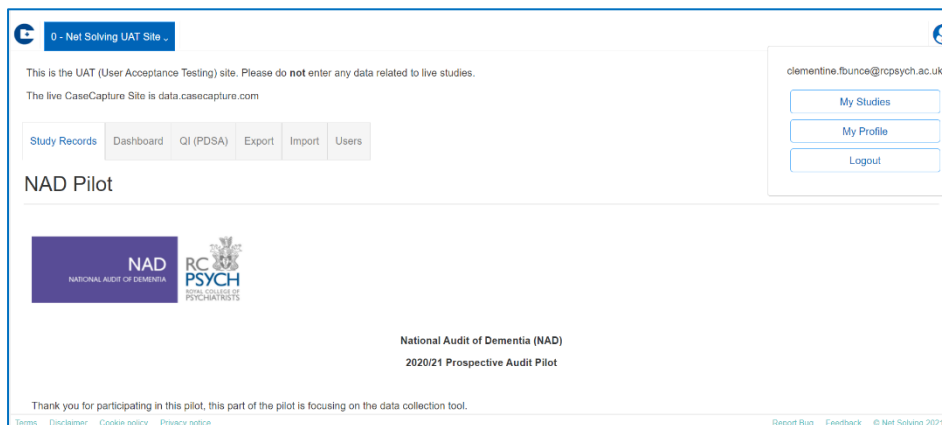 0 - Net Solving UAT Site
This is the UAT (User Acceptance Testing) site. Please do not enter any data related to live studies.
The live CaseCapture Site is data.casecapture.com
clementine.fbunce@rcpsych.ac.uk
My Studies
My Profile
Logout
Study Records Dashboard QI (PDSA) Export Import Users
NAD Pilot
NAD
NATIONAL AUDIT OF DEMENTIA
RC
PSYCH
ROYAL COLLEGE OF
PSYCHIATRISTS
National Audit of Dementia (NAD)
2020/21 Prospective Audit Pilot
Thank you for participating in this pilot, this part of the pilot is focusing on the data collection tool.
Terms Disclaimer Cookie policy Privacy notice Report Bug Feedback © Net Solving 2021